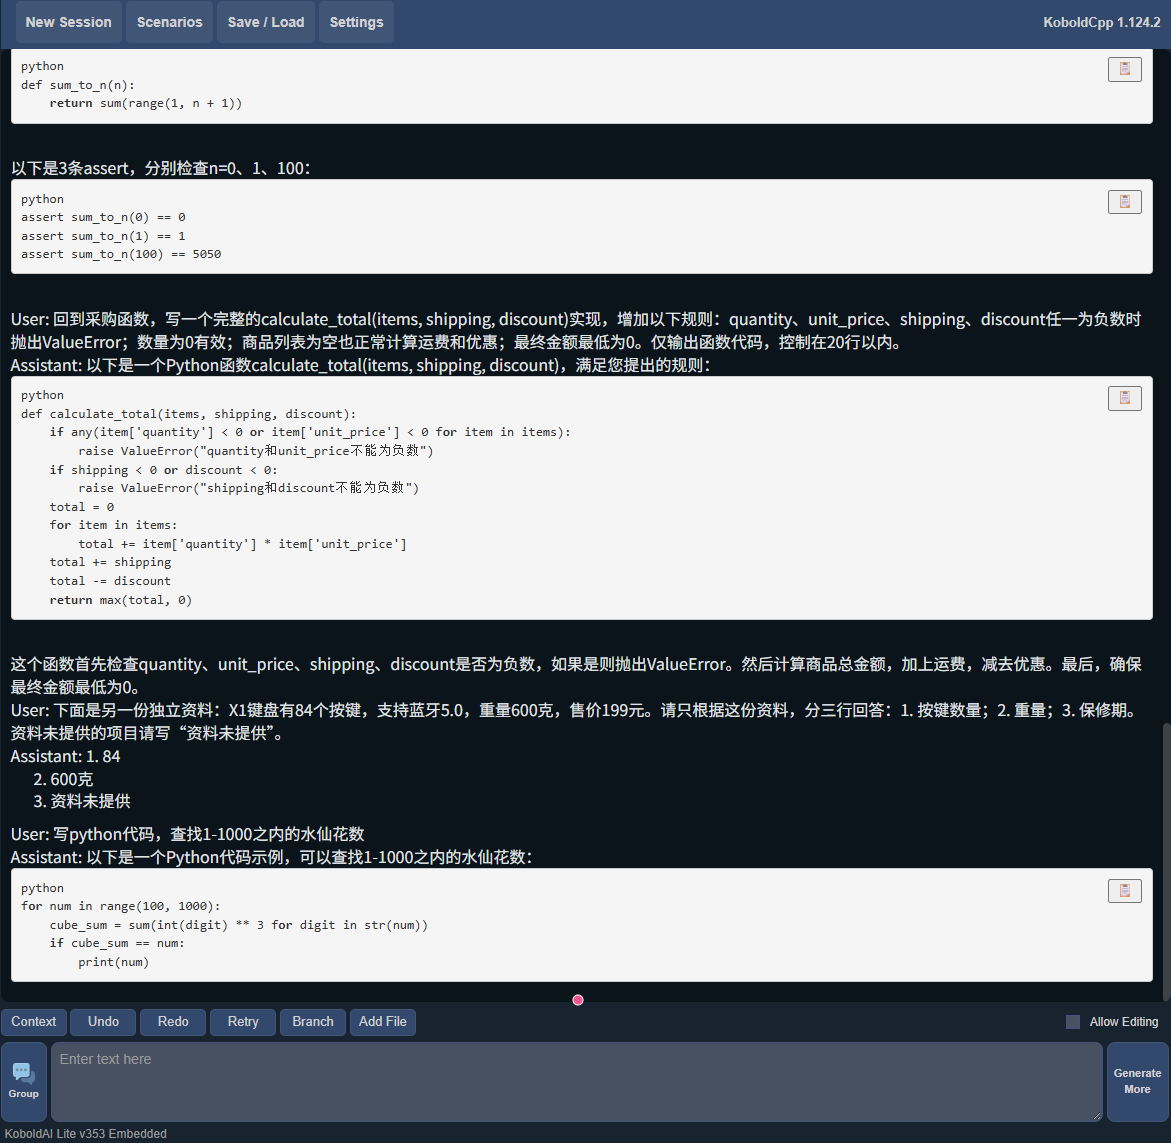 New Session
Scenarios
Save / Load
Settings
KoboldCpp 1.124.2
python
def sum_to_n(n):
    return sum(range(1, n + 1))
以下是3条assert，分别检查n=0、1、100：
python
assert sum_to_n(0) == 0
assert sum_to_n(1) == 1
assert sum_to_n(100) == 5050
User: 回到采购函数，写一个完整的calculate_total(items, shipping, discount)实现，增加以下规则：quantity、unit_price、shipping、discount任一为负数时
抛出ValueError；数量为0有效；商品列表为空也正常计算运费和优惠；最终金额最低为0。仅输出函数代码，控制在20行以内。
Assistant: 以下是一个Python函数calculate_total(items, shipping, discount)，满足您提出的规则：
python
def calculate_total(items, shipping, discount):
    if any(item['quantity'] < 0 or item['unit_price'] < 0 for item in items):
        raise ValueError("quantity和unit_price不能为负数")
    if shipping < 0 or discount < 0:
        raise ValueError("shipping和discount不能为负数")
    total = 0
    for item in items:
        total += item['quantity'] * item['unit_price']
    total += shipping
    total -= discount
    return max(total, 0)
这个函数首先检查quantity、unit_price、shipping、discount是否为负数，如果是则抛出ValueError。然后计算商品总金额，加上运费，减去优惠。最后，确保
最终金额最低为0。
User: 下面是另一份独立资料：X1键盘有84个按键，支持蓝牙5.0，重量600克，售价199元。请只根据这份资料，分三行回答：1. 按键数量；2. 重量；3. 保修期。
资料未提供的项目请写“资料未提供”。
Assistant: 1. 84
2. 600克
3. 资料未提供
User: 写python代码，查找1-1000之内的水仙花数
Assistant: 以下是一个Python代码示例，可以查找1-1000之内的水仙花数：
python
for num in range(100, 1000):
    cube_sum = sum(int(digit) ** 3 for digit in str(num))
    if cube_sum == num:
        print(num)
Context
Undo
Redo
Retry
Branch
Add File
Allow Editing
Group
Enter text here
Generate
More
KoboldAI Lite v353 Embedded